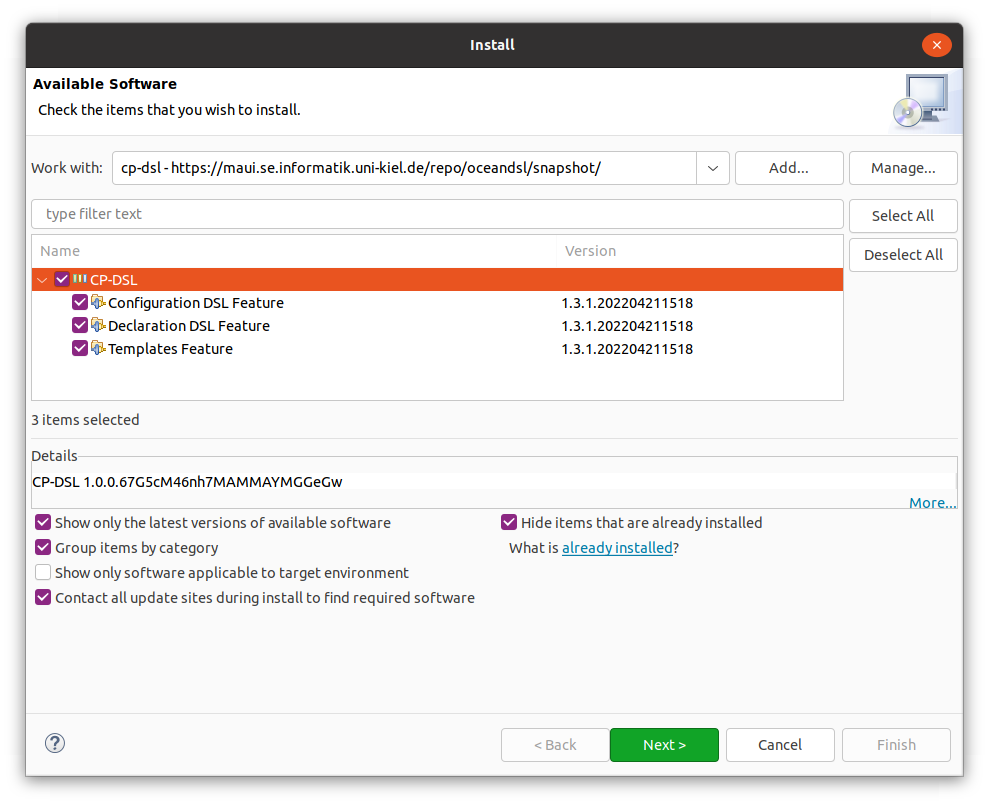 Install
Available Software
Check the items that you wish to install.
Work with: cp-dsl - https://maui.se.informatik.uni-kiel.de/repo/oceandsl/snapshot/ Add... Manage...
type filter text Select All
Name Version Deselect All
CP-DSL
Configuration DSL Feature 1.3.1.202204211518
Declaration DSL Feature 1.3.1.202204211518
Templates Feature 1.3.1.202204211518
3 items selected
Details
CP-DSL 1.0.0.67G5cM46nh7MAMMAYMGGeGw
More...
Show only the latest versions of available software Hide items that are already installed
Group items by category What is already installed?
Show only software applicable to target environment
Contact all update sites during install to find required software
? < Back Next > Cancel Finish